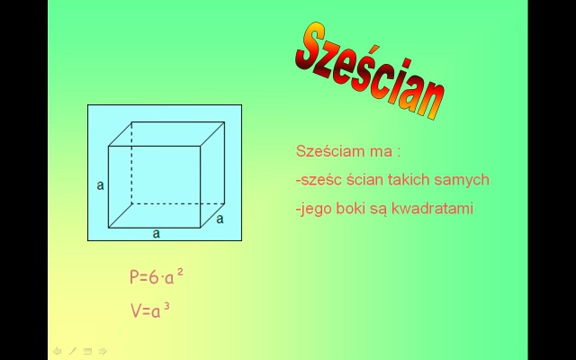 Sześcian
Sześciam ma :
-sześc ścian takich samych
-jego boki są kwadratami
a
a
a
P=6·a²
V=a³